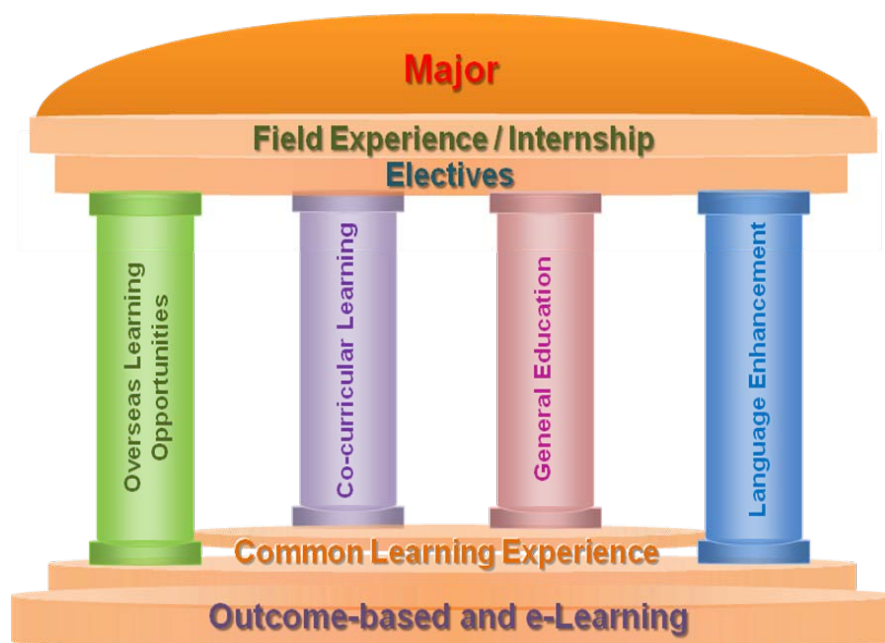 Major
Field Experience / Internship
Electives
Overseas Learning
Opportunities
Co-curricular Learning
General Education
Language Enhancement
Common Learning Experience
Outcome-based and e-Learning